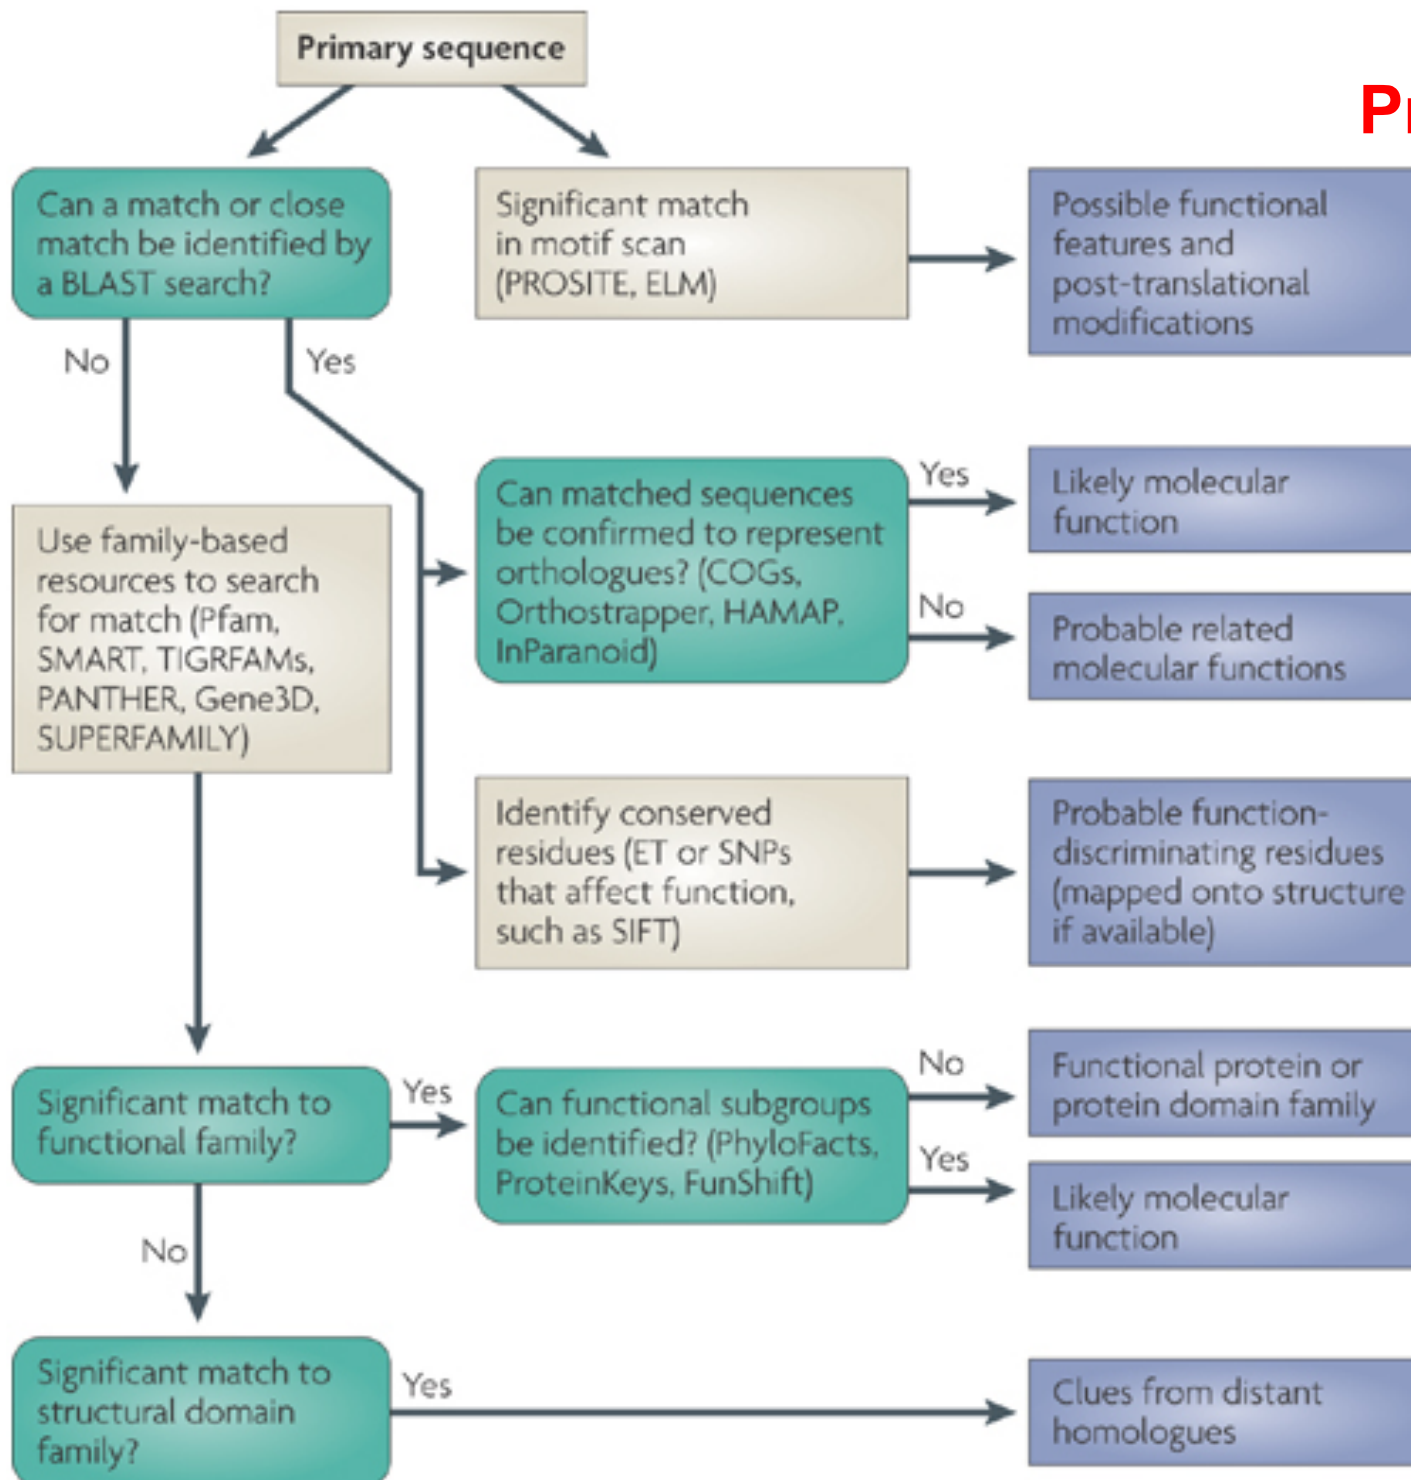 Primary sequence
Can a match or close
match be identified by
a BLAST search?
Significant match
in motif scan
(PROSITE, ELM)
Possible functional
features and
post-translational
modifications
No
Yes
Use family-based
resources to search
for match (Pfam,
SMART, TIGRFAMs,
PANTHER, Gene3D,
SUPERFAMILY)
Can matched sequences
be confirmed to represent
orthologues? (COGs,
Orthostrapper, HAMAP,
InParanoid)
Yes
Likely molecular
function
No
Probable related
molecular functions
Identify conserved
residues (ET or SNPs
that affect function,
such as SIFT)
Probable function-
discriminating residues
(mapped onto structure
if available)
Significant match to
functional family?
Yes
Can functional subgroups
be identified? (PhyloFacts,
ProteinKeys, FunShift)
No
Functional protein or
protein domain family
Yes
Likely molecular
function
No
Significant match to
structural domain
family?
Yes
Clues from distant
homologues